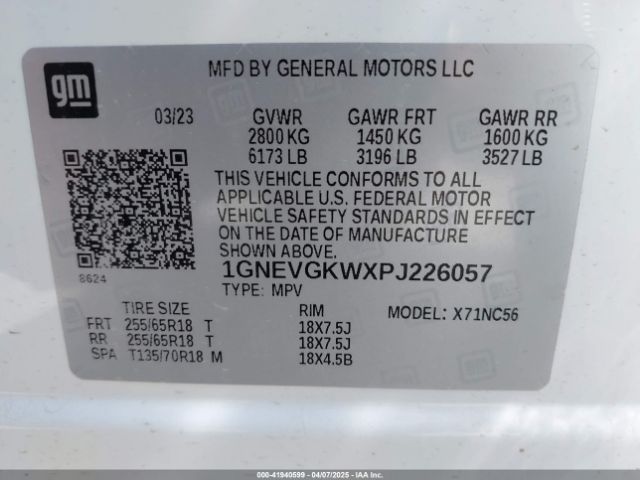 gm
MFD BY GENERAL MOTORS LLC
03/23 GVWR GAWR FRT GAWR RR
2800 KG 1450 KG 1600 KG
6173 LB 3196 LB 3527 LB
THIS VEHICLE CONFORMS TO ALL
APPLICABLE U.S. FEDERAL MOTOR
VEHICLE SAFETY STANDARDS IN EFFECT
ON THE DATE OF MANUFACTURE
SHOWN ABOVE.
8624
1GNEVGKWXPJ226057
TYPE: MPV
TIRE SIZE RIM MODEL: X71NC56
FRT 255/65R18 T 18X7.5J
RR 255/65R18 T 18X7.5J
SPA T135/70R18 M 18X4.5B
000-41940599 | 04/07/2025 | IAAI.COM